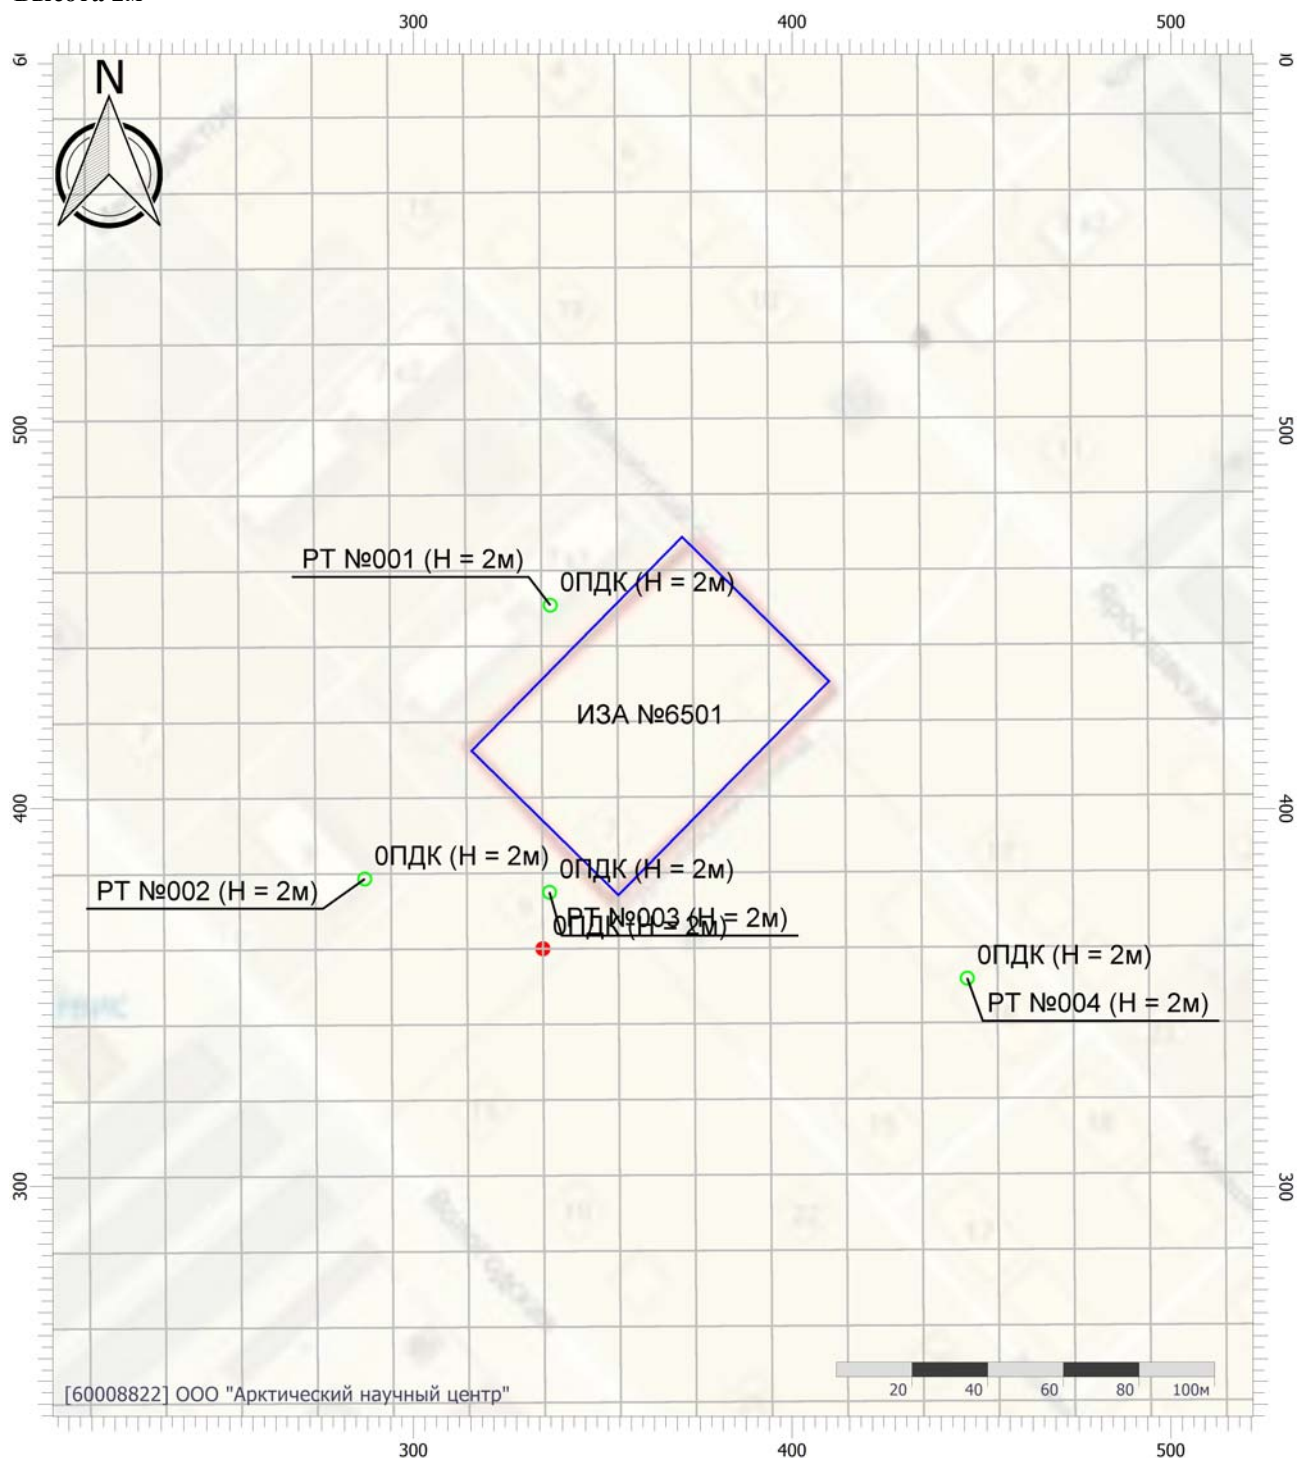 300 400 500
N
500 500
РТ №001 (H = 2м)
0ПДК (H = 2м)
ИЗА №6501
400 400
0ПДК (H = 2м)
0ПДК (H = 2м)
РТ №002 (H = 2м)
РТ №003 (H = 2м)
0ПДК (H = 2м)
0ПДК (H = 2м)
РТ №004 (H = 2м)
300 300
20 40 60 80 100м
[60008822] ООО "Арктический научный центр"
300 400 500